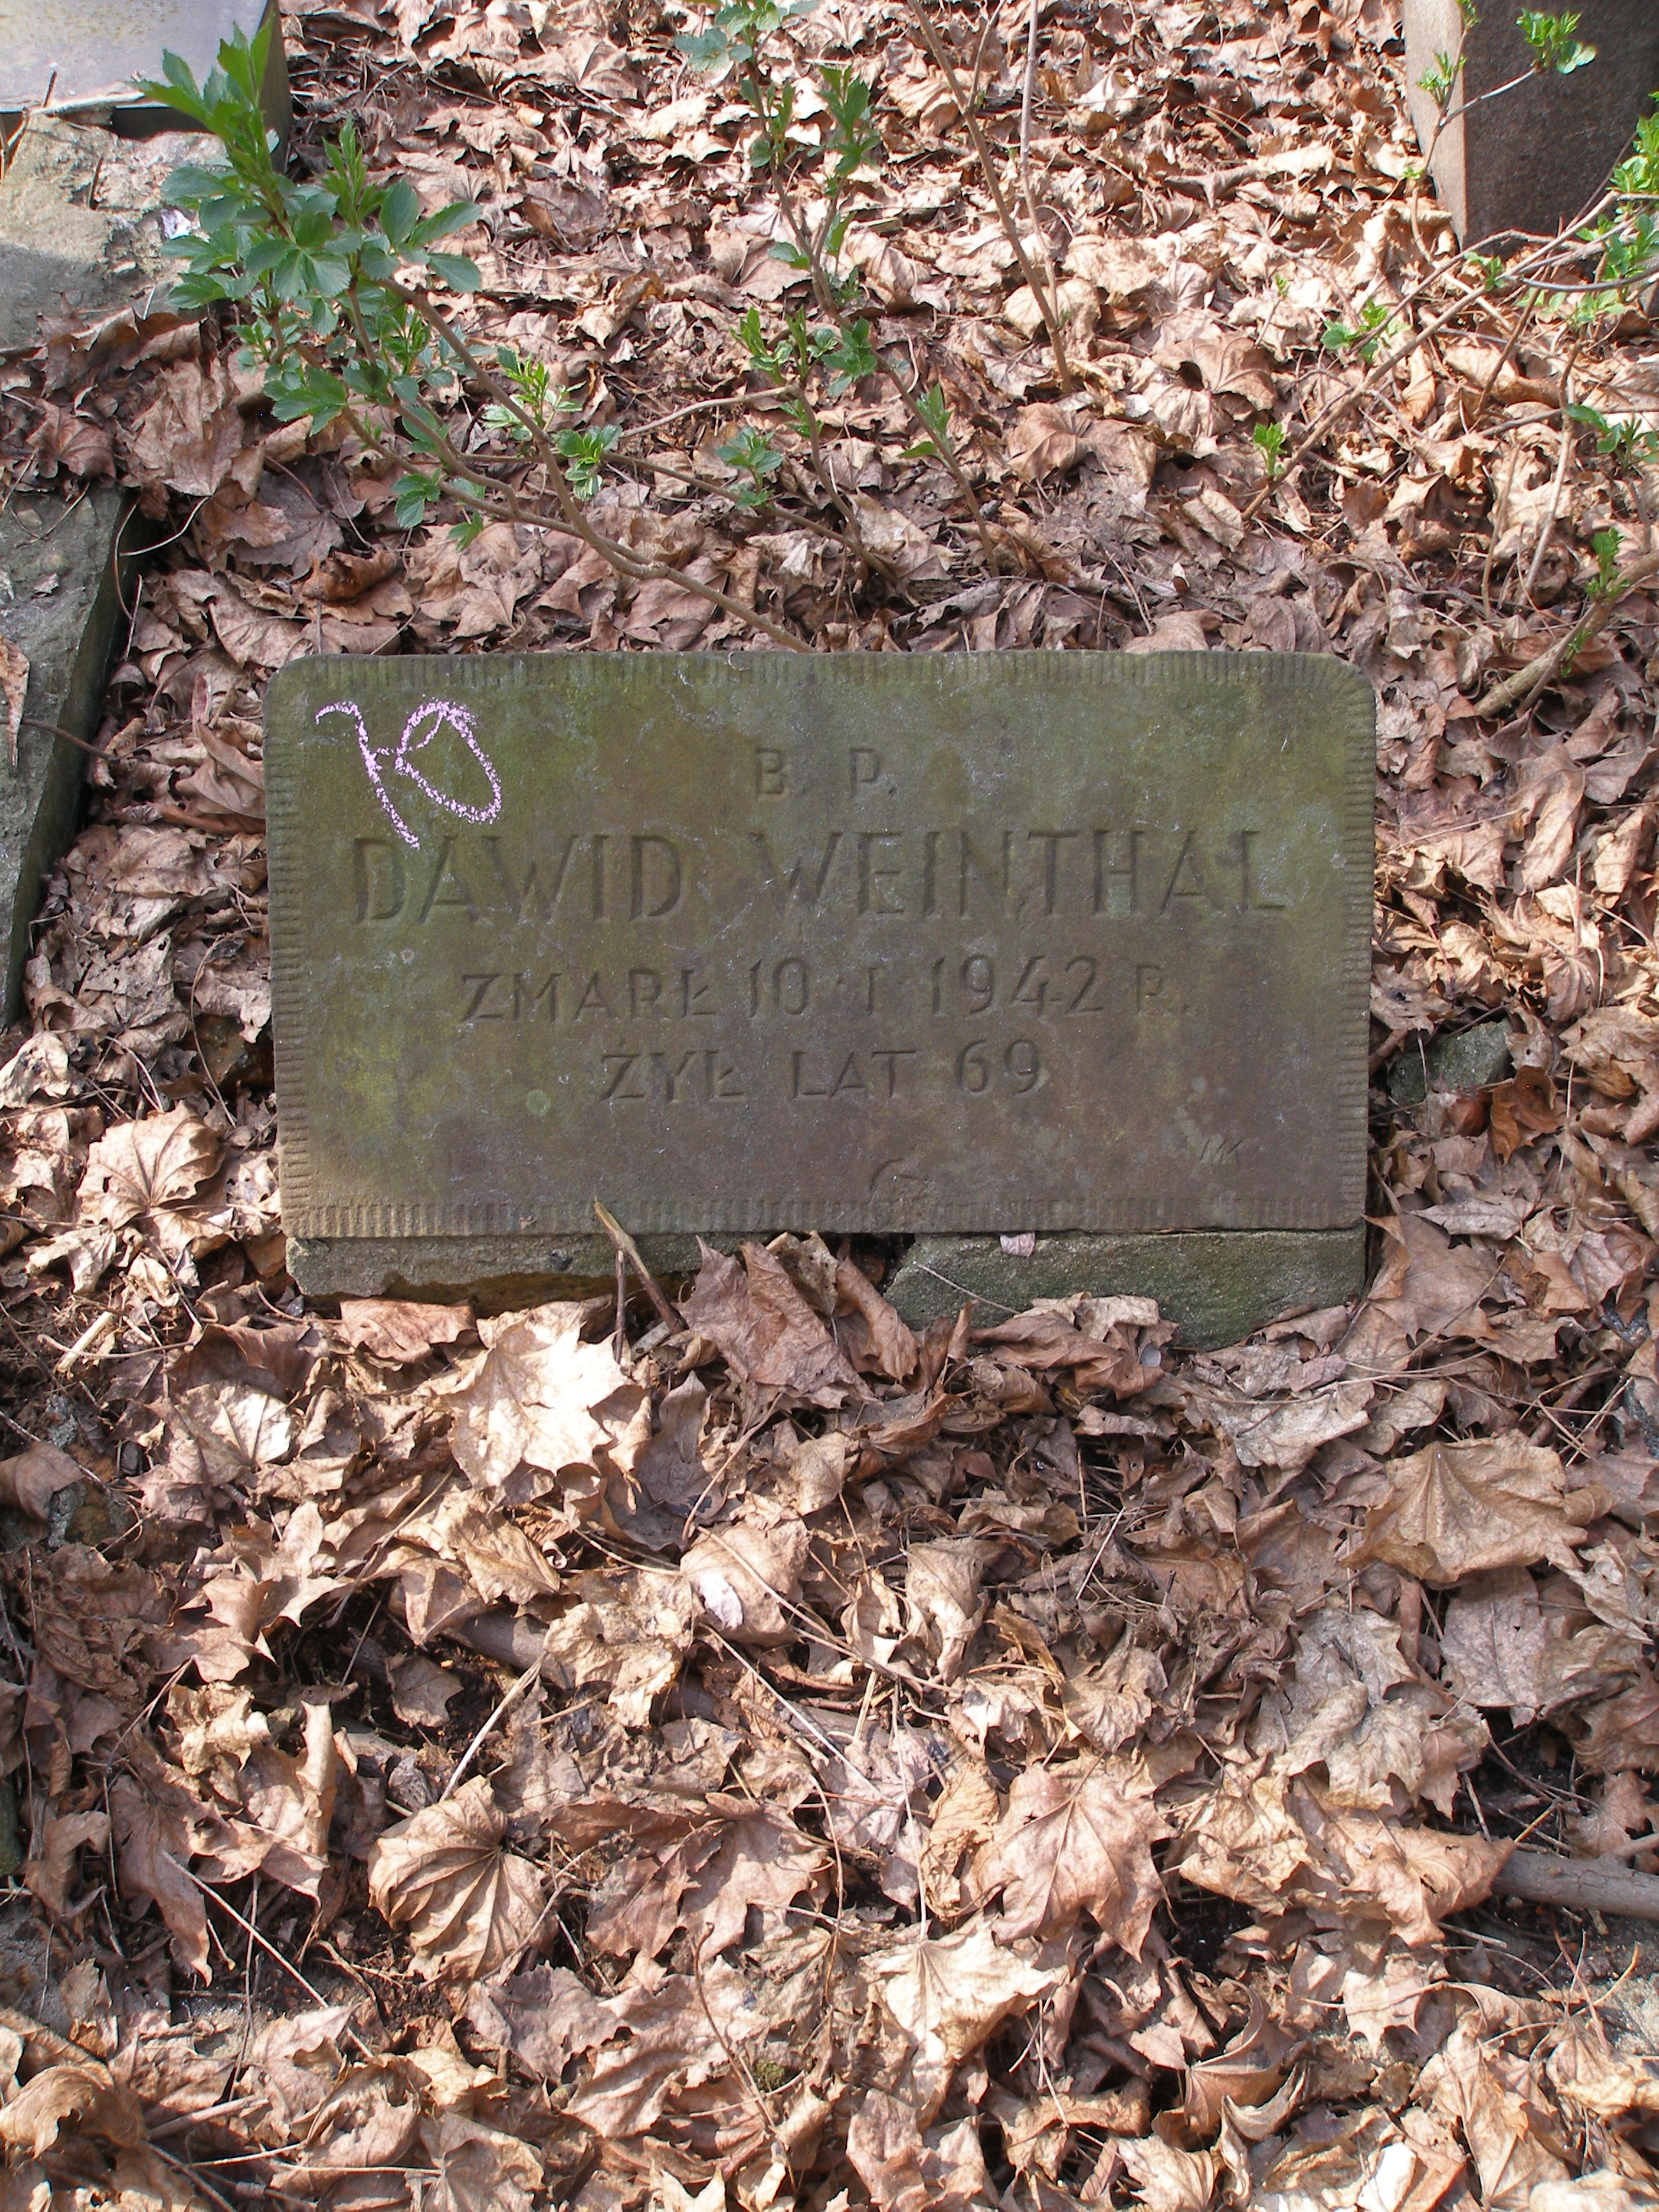 B. P.
DAWID WEINTHAL
ZMARŁ 10 I 1942 R.
ŻYŁ LAT 69